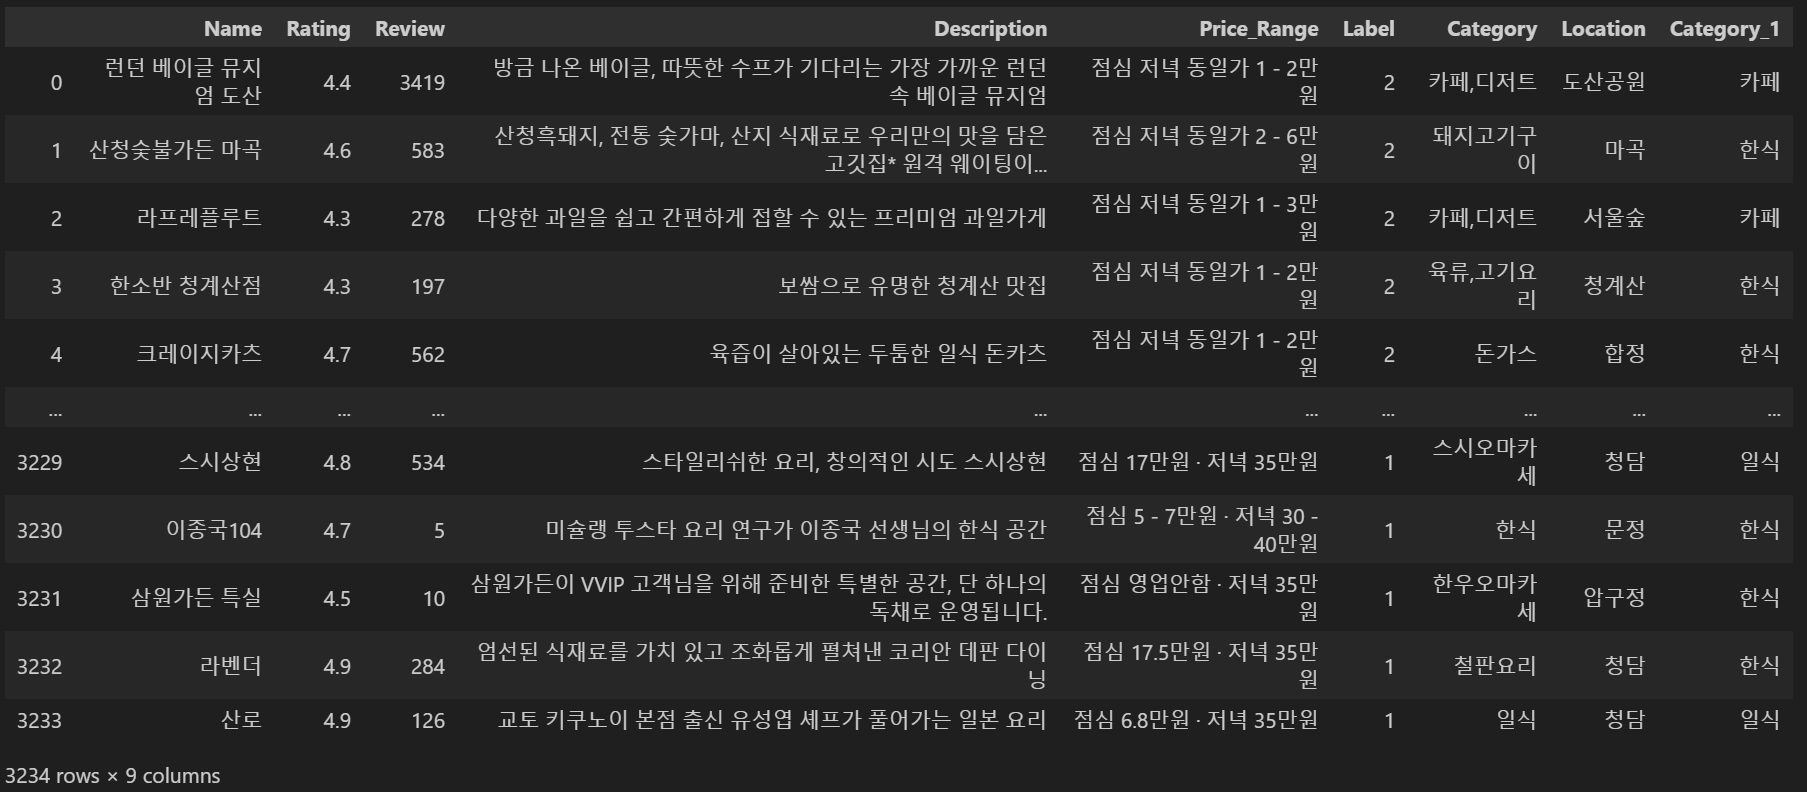 Name Rating Review Description Price_Range Label Category Location Category_1
0 런던 베이글 뮤지엄 도산 4.4 3419 방금 나온 베이글, 따뜻한 수프가 기다리는 가장 가까운 런던 속 베이글 뮤지엄 점심 저녁 동일가 1 - 2만원 2 카페,디저트 도산공원 카페
1 산청숯불가든 마곡 4.6 583 산청흑돼지, 전통 숯가마, 산지 식재료로 우리만의 맛을 담은 고깃집* 원격 웨이팅이... 점심 저녁 동일가 2 - 6만원 2 돼지고기구이 마곡 한식
2 라프레플루트 4.3 278 다양한 과일을 쉽고 간편하게 접할 수 있는 프리미엄 과일가게 점심 저녁 동일가 1 - 3만원 2 카페,디저트 서울숲 카페
3 한소반 청계산점 4.3 197 보쌈으로 유명한 청계산 맛집 점심 저녁 동일가 1 - 2만원 2 육류,고기요리 청계산 한식
4 크레이지카츠 4.7 562 육즙이 살아있는 두툼한 일식 돈카츠 점심 저녁 동일가 1 - 2만원 2 돈가스 합정 한식
... ... ... ... ... ... ... ... ... ...
3229 스시상현 4.8 534 스타일리쉬한 요리, 창의적인 시도 스시상현 점심 17만원 · 저녁 35만원 1 스시오마카세 청담 일식
3230 이종국104 4.7 5 미슐랭 투스타 요리 연구가 이종국 선생님의 한식 공간 점심 5 - 7만원 · 저녁 30 - 40만원 1 한식 문정 한식
3231 삼원가든 특실 4.5 10 삼원가든이 VVIP 고객님을 위해 준비한 특별한 공간, 단 하나의 독채로 운영됩니다. 점심 영업안함 · 저녁 35만원 1 한우오마카세 압구정 한식
3232 라벤더 4.9 284 엄선된 식재료를 가치 있고 조화롭게 펼쳐낸 코리안 데판 다이닝 점심 17.5만원 · 저녁 35만원 1 철판요리 청담 한식
3233 산로 4.9 126 교토 키쿠노이 본점 출신 유성엽 셰프가 풀어가는 일본 요리 점심 6.8만원 · 저녁 35만원 1 일식 청담 일식
3234 rows × 9 columns